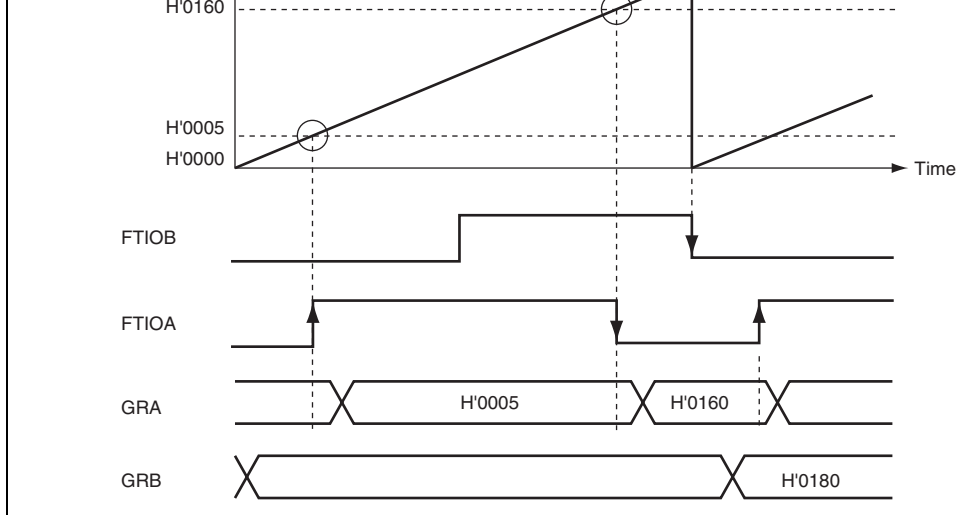 H'0160
H'0005
H'0000
Time
FTIOB
FTIOA
GRA
H'0005
H'0160
GRB
H'0180